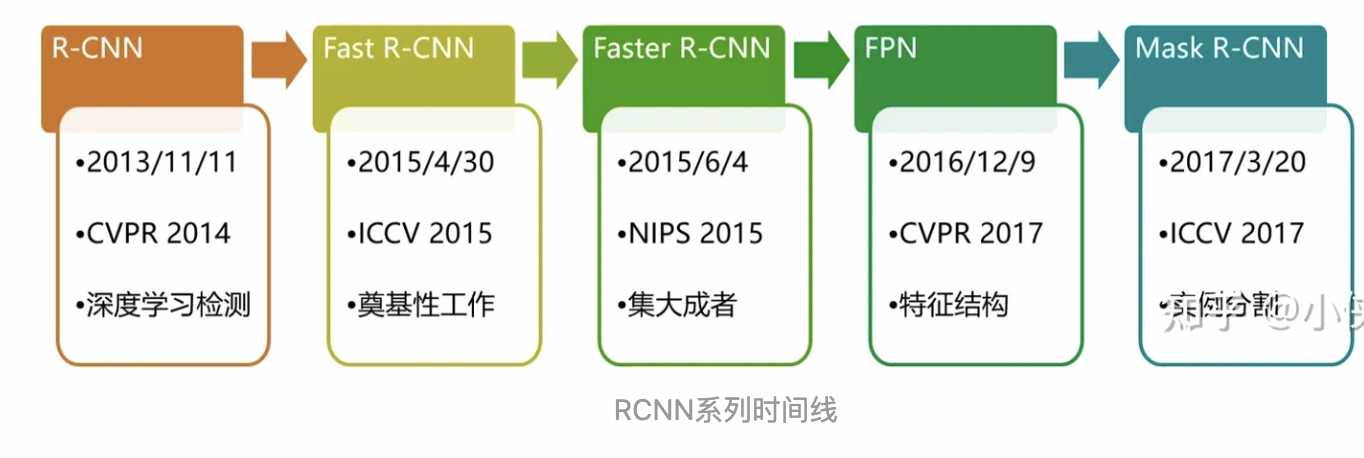 R-CNN
•2013/11/11
•CVPR 2014
•深度学习检测
Fast R-CNN
•2015/4/30
•ICCV 2015
•奠基性工作
Faster R-CNN
•2015/6/4
•NIPS 2015
•集大成者
FPN
•2016/12/9
•CVPR 2017
•特征结构
Mask R-CNN
•2017/3/20
•ICCV 2017
•实例分割
知乎 @小侠
RCNN系列时间线